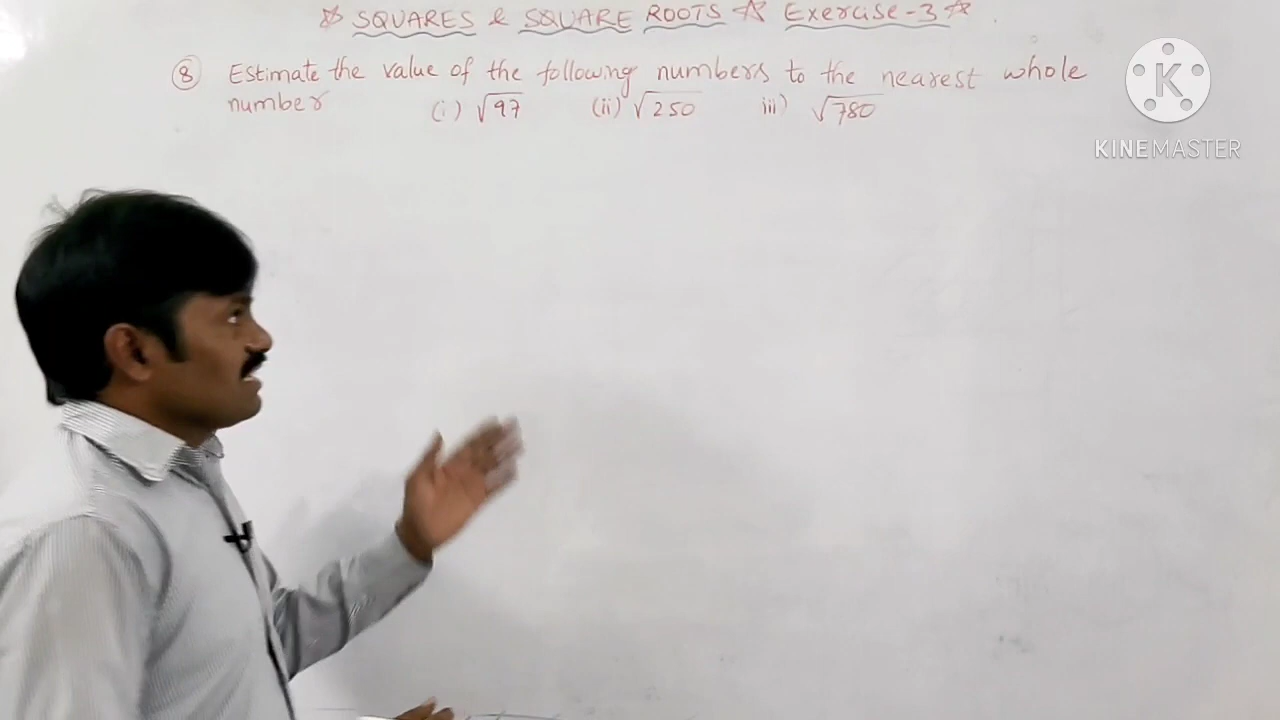 ☆ SQUARES & SQUARE ROOTS ☆ Exercise-3 ☆
⑧ Estimate the value of the following numbers to the nearest whole
number (i) √97 (ii) √250 iii) √780
K
KINEMASTER